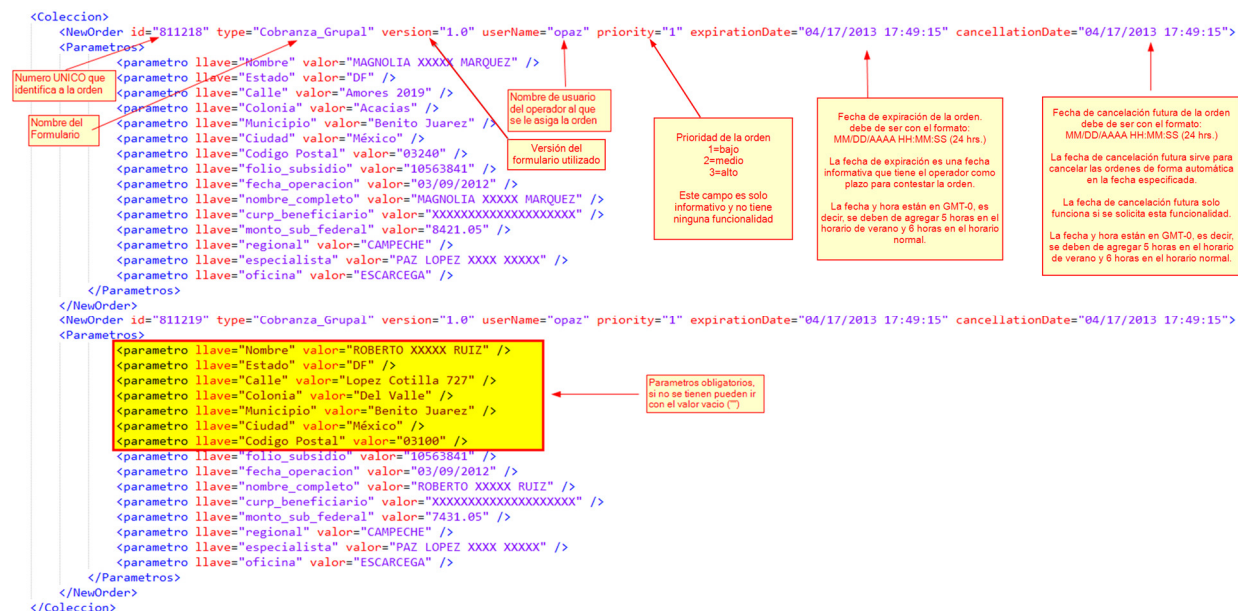 <Coleccion>
<NewOrder id="811218" type="Cobranza_Grupal" version="1.0" userName="opaz" priority="1" expirationDate="04/17/2013 17:49:15" cancellationDate="04/17/2013 17:49:15">
<Parametros>
<parametro llave="Nombre" valor="MAGNOLIA XXXXX MARQUEZ" />
<parametro llave="Estado" valor="DF" />
<parametro llave="Calle" valor="Amores 2019" />
<parametro llave="Colonia" valor="Acacias" />
<parametro llave="Municipio" valor="Benito Juarez" />
<parametro llave="Ciudad" valor="México" />
<parametro llave="Codigo Postal" valor="03240" />
<parametro llave="folio_subsidio" valor="10563841" />
<parametro llave="fecha_operacion" valor="03/09/2012" />
<parametro llave="nombre_completo" valor="MAGNOLIA XXXXX MARQUEZ" />
<parametro llave="curp_beneficiario" valor="XXXXXXXXXXXXXXXXXXXX" />
<parametro llave="monto_sub_federal" valor="8421.05" />
<parametro llave="regional" valor="CAMPECHE" />
<parametro llave="especialista" valor="PAZ LOPEZ XXXX XXXXX" />
<parametro llave="oficina" valor="ESCARCEGA" />
</Parametros>
</NewOrder>
Numero UNICO que
identifica a la orden
Nombre del
Formulario
Versión del
formulario utilizado
Nombre de usuario
del operador al que
se le asiga la orden
Prioridad de la orden
1=bajo
2=medio
3=alto
Este campo es solo
informativo y no tiene
ninguna funcionalidad
Fecha de expiración de la orden.
debe de ser con el formato:
MM/DD/AAAA HH:MM:SS (24 hrs.)
La fecha de expiración es una fecha
informativa que tiene el operador como
plazo para contestar la orden.
La fecha y hora están en GMT-0, es
decir, se deben de agregar 5 horas en el
horario de verano y 6 horas en el horario
normal.
Fecha de cancelación futura de la orden
debe de ser con el formato:
MM/DD/AAAA HH:MM:SS (24 hrs.)
La fecha de cancelación futura sirve para
cancelar las ordenes de forma automática
en la fecha especificada.
La fecha de cancelación futura solo
funciona si se solicita esta funcionalidad.
La fecha y hora están en GMT-0, es decir,
se deben de agregar 5 horas en el horario
de verano y 6 horas en el horario normal.
<NewOrder id="811219" type="Cobranza_Grupal" version="1.0" userName="opaz" priority="1" expirationDate="04/17/2013 17:49:15" cancellationDate="04/17/2013 17:49:15">
<Parametros>
<parametro llave="Nombre" valor="ROBERTO XXXXX RUIZ" />
<parametro llave="Estado" valor="DF" />
<parametro llave="Calle" valor="Lopez Cotilla 727" />
<parametro llave="Colonia" valor="Del Valle" />
<parametro llave="Municipio" valor="Benito Juarez" />
<parametro llave="Ciudad" valor="México" />
<parametro llave="Codigo Postal" valor="03100" />
<parametro llave="folio_subsidio" valor="10563841" />
<parametro llave="fecha_operacion" valor="03/09/2012" />
<parametro llave="nombre_completo" valor="ROBERTO XXXXX RUIZ" />
<parametro llave="curp_beneficiario" valor="XXXXXXXXXXXXXXXXXXXX" />
<parametro llave="monto_sub_federal" valor="7431.05" />
<parametro llave="regional" valor="CAMPECHE" />
<parametro llave="especialista" valor="PAZ LOPEZ XXXX XXXXX" />
<parametro llave="oficina" valor="ESCARCEGA" />
</Parametros>
</NewOrder>
</Coleccion>
Parametros obligatorios,
si no se tienen pueden ir
con el valor vacio ("")